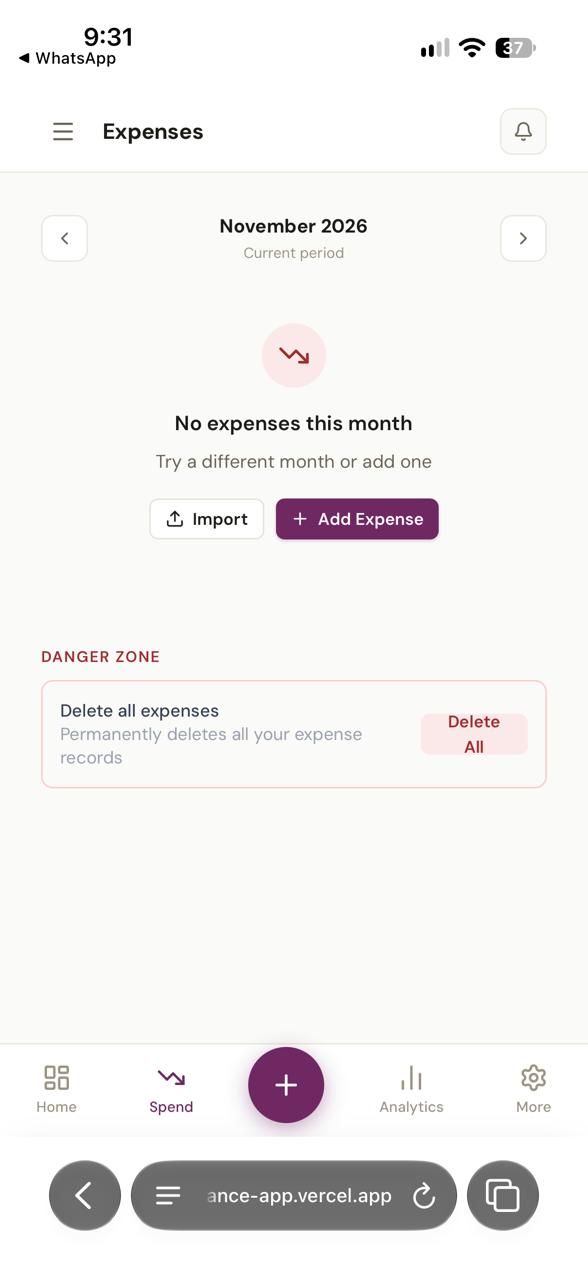 9:31
WhatsApp
37
Expenses
November 2026
Current period
No expenses this month
Try a different month or add one
Import
Add Expense
DANGER ZONE
Delete all expenses
Permanently deletes all your expense
records
Delete
All
Home
Spend
Analytics
More
ance-app.vercel.app